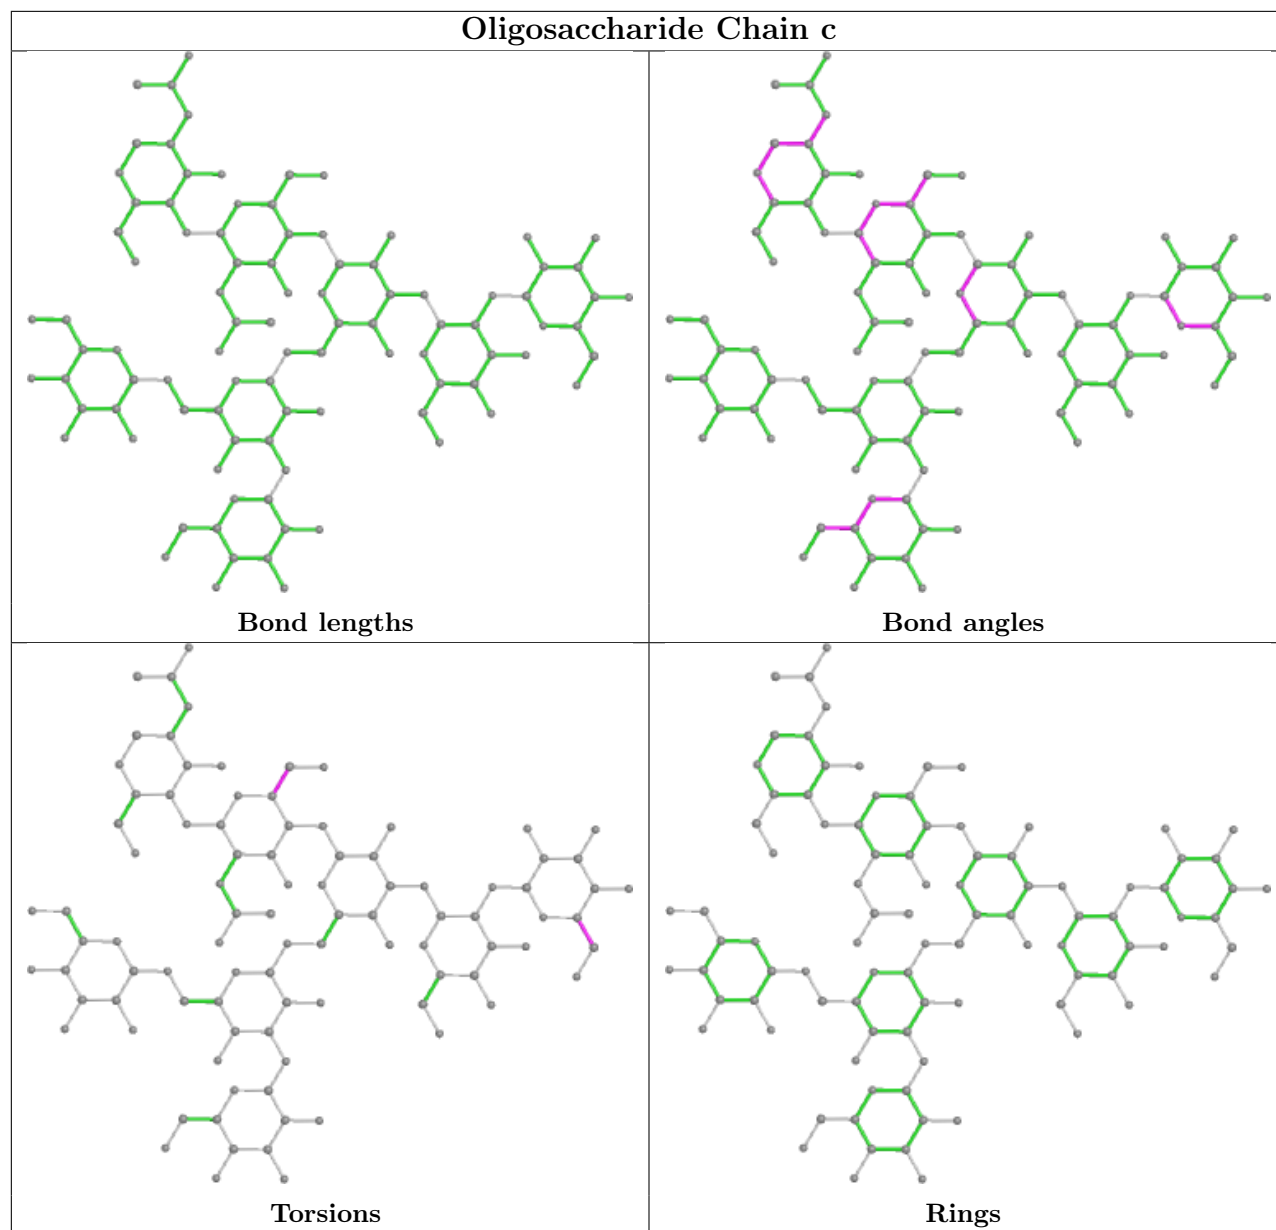 Oligosaccharide Chain c
Bond lengths
Bond angles
Torsions
Rings